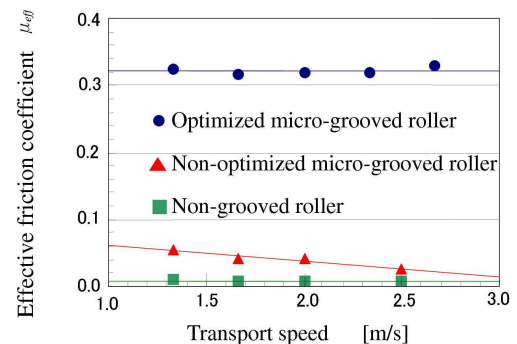 Effective friction coefficient μeff
0.4
0.3
0.2
0.1
0.0
Optimized micro-grooved roller
Non-optimized micro-grooved roller
Non-grooved roller
1.0 1.5 2.0 2.5 3.0
Transport speed [m/s]